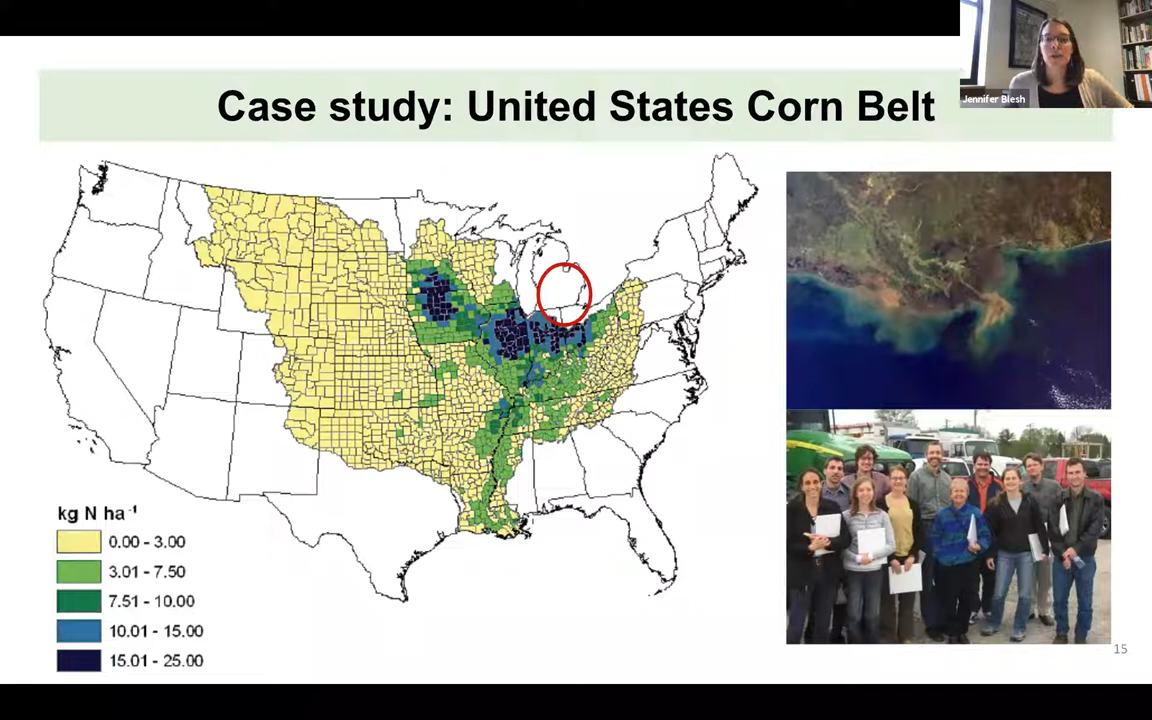 Case study: United States Corn Belt
Jennifer Blesh
kg N ha⁻¹
0.00 - 3.00
3.01 - 7.50
7.51 - 10.00
10.01 - 15.00
15.01 - 25.00
15